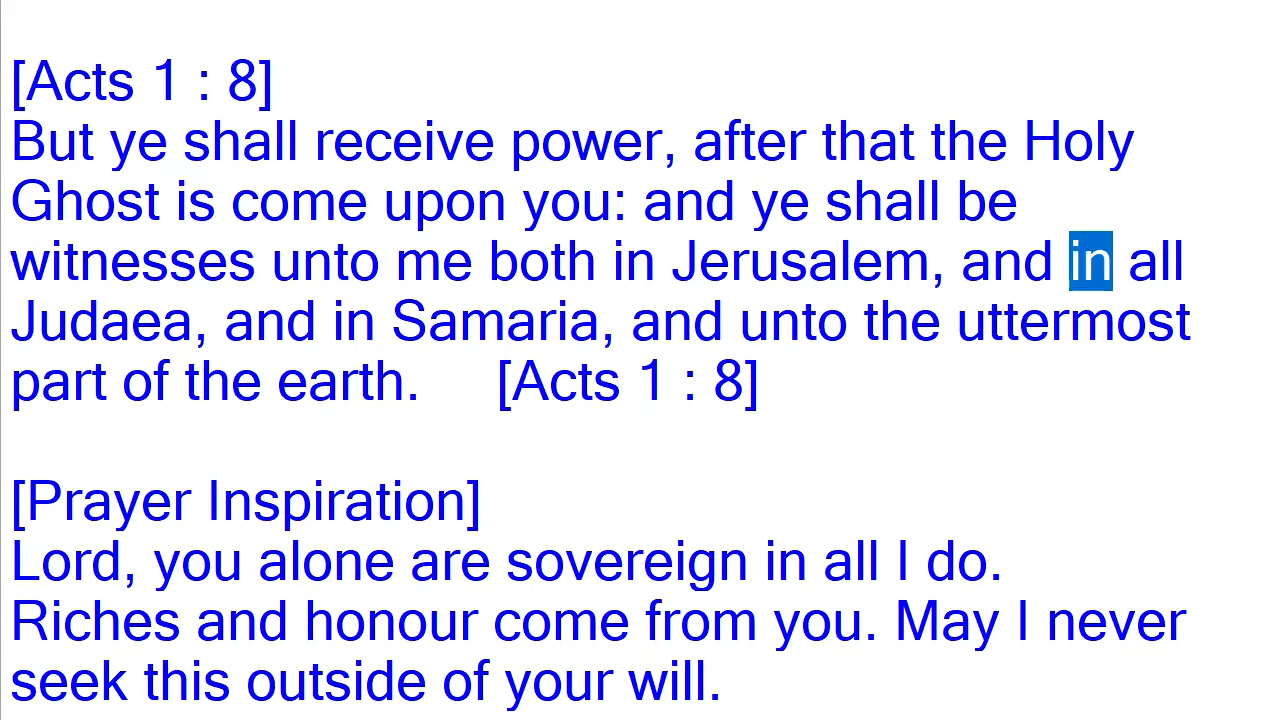 [Acts 1 : 8]
But ye shall receive power, after that the Holy
Ghost is come upon you: and ye shall be
witnesses unto me both in Jerusalem, and in all
Judaea, and in Samaria, and unto the uttermost
part of the earth. [Acts 1 : 8]
[Prayer Inspiration]
Lord, you alone are sovereign in all I do.
Riches and honour come from you. May I never
seek this outside of your will.